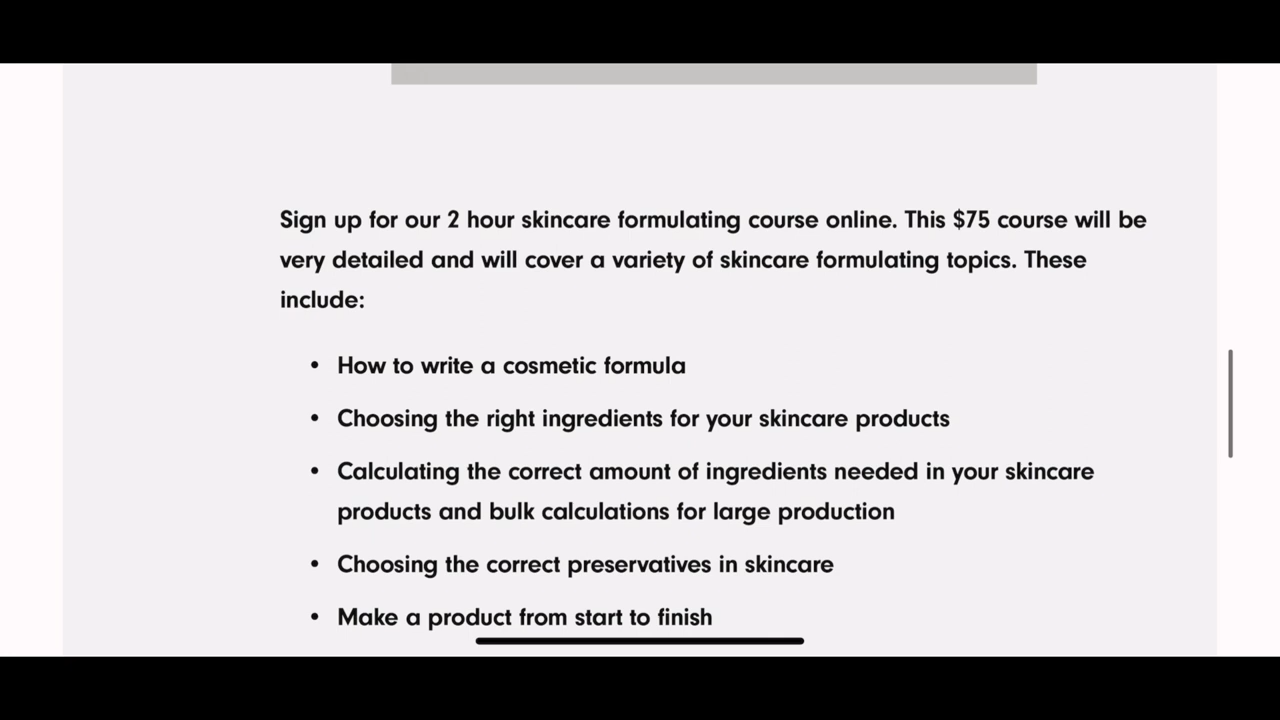 Sign up for our 2 hour skincare formulating course online. This $75 course will be
very detailed and will cover a variety of skincare formulating topics. These
include:
• How to write a cosmetic formula
• Choosing the right ingredients for your skincare products
• Calculating the correct amount of ingredients needed in your skincare
products and bulk calculations for large production
• Choosing the correct preservatives in skincare
• Make a product from start to finish